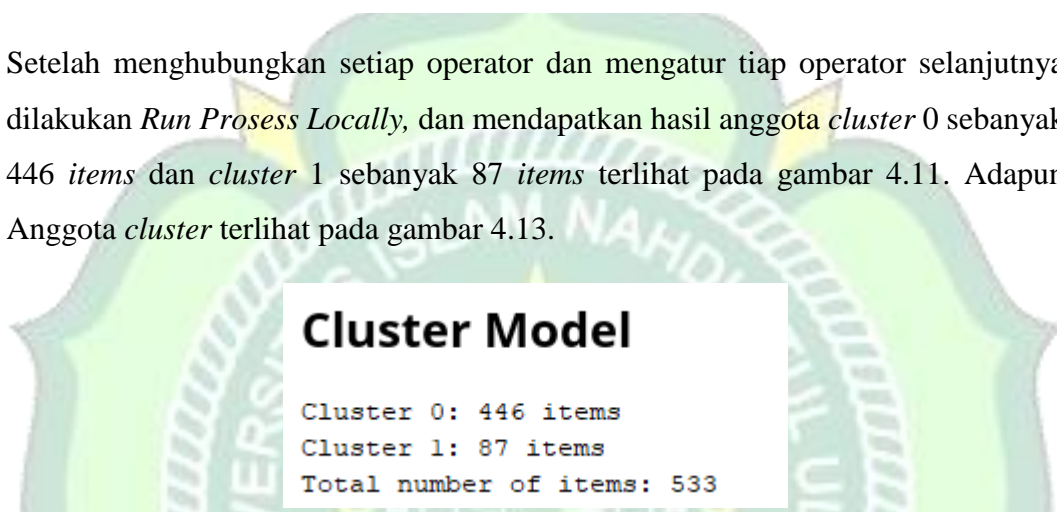 Setelah menghubungkan setiap operator dan mengatur tiap operator selanjutnya
dilakukan Run Prosess Locally, dan mendapatkan hasil anggota cluster 0 sebanyak
446 items dan cluster 1 sebanyak 87 items terlihat pada gambar 4.11. Adapun
Anggota cluster terlihat pada gambar 4.13.
ISLAM NAHDL
Cluster Model
Cluster 0: 446 items
Cluster 1: 87 items
Total number of items: 533